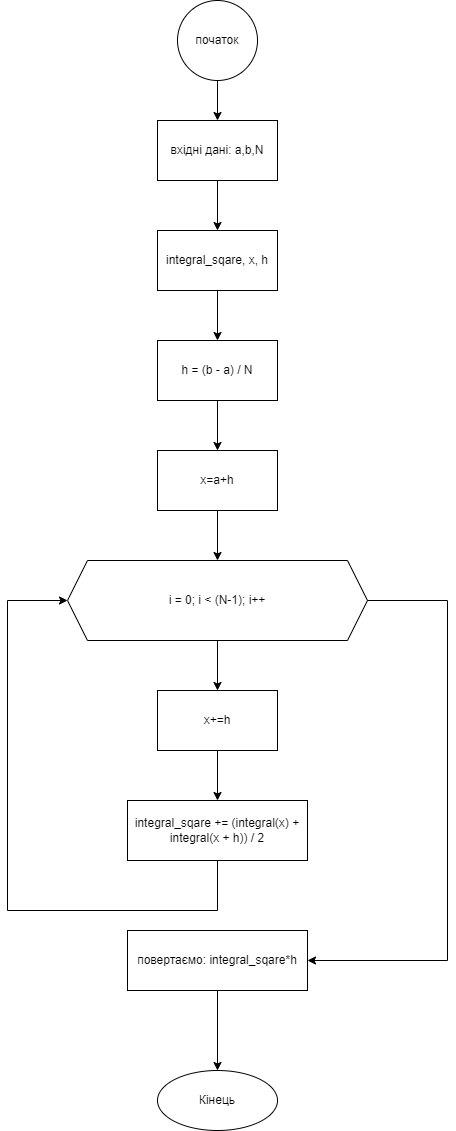 початок
вхідні дані: a,b,N
integral_sqare, x, h
h = (b - a) / N
x=a+h
i = 0; i < (N-1); i++
x+=h
integral_sqare += (integral(x) +
integral(x + h)) / 2
повертаємо: integral_sqare*h
Кінець